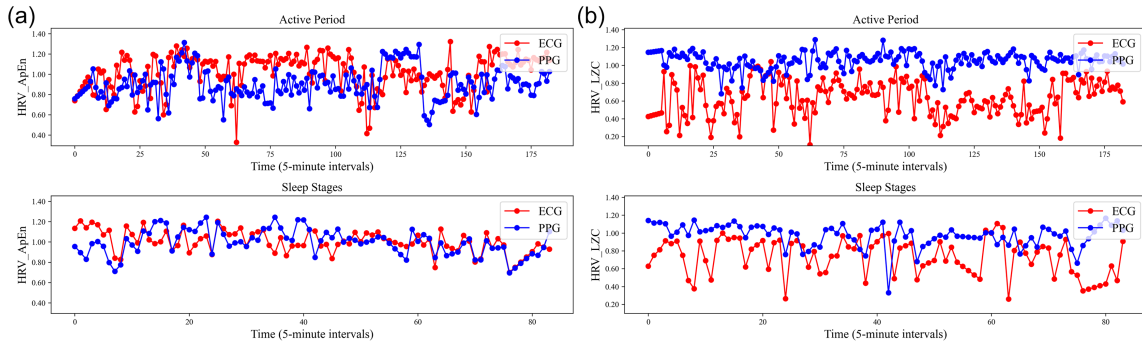 (a)
Active Period
HRV_ApEn
1.40
1.20
1.00
0.80
0.60
0.40
ECG
PPG
0
25
50
75
100
125
150
175
Time (5-minute intervals)
Sleep Stages
HRV_ApEn
1.40
1.20
1.00
0.80
0.60
0.40
ECG
PPG
0
20
40
60
80
Time (5-minute intervals)
(b)
Active Period
HRV_LZC
1.40
1.20
1.00
0.80
0.60
0.40
0.20
ECG
PPG
0
25
50
75
100
125
150
175
Time (5-minute intervals)
Sleep Stages
HRV_LZC
1.40
1.20
1.00
0.80
0.60
0.40
0.20
ECG
PPG
0
20
40
60
80
Time (5-minute intervals)